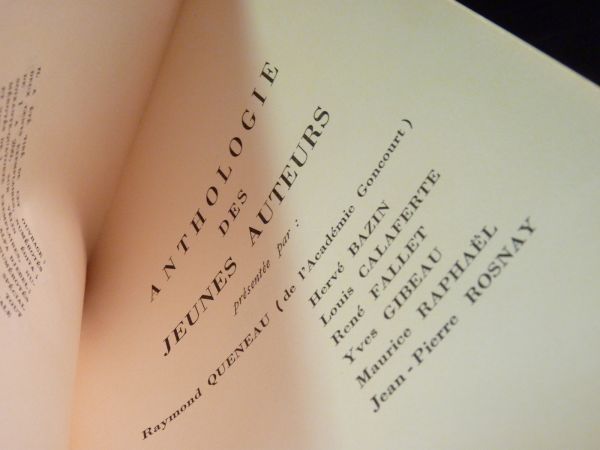 ANTHOLOGIE
DES
JEUNES AUTEURS
présentée par :
Raymond QUENEAU (de l'Académie Goncourt)
Hervé BAZIN
Louis CALAFERTE
René FALLET
Yves GIBEAU
Maurice RAPHAËL
Jean-Pierre ROSNAY